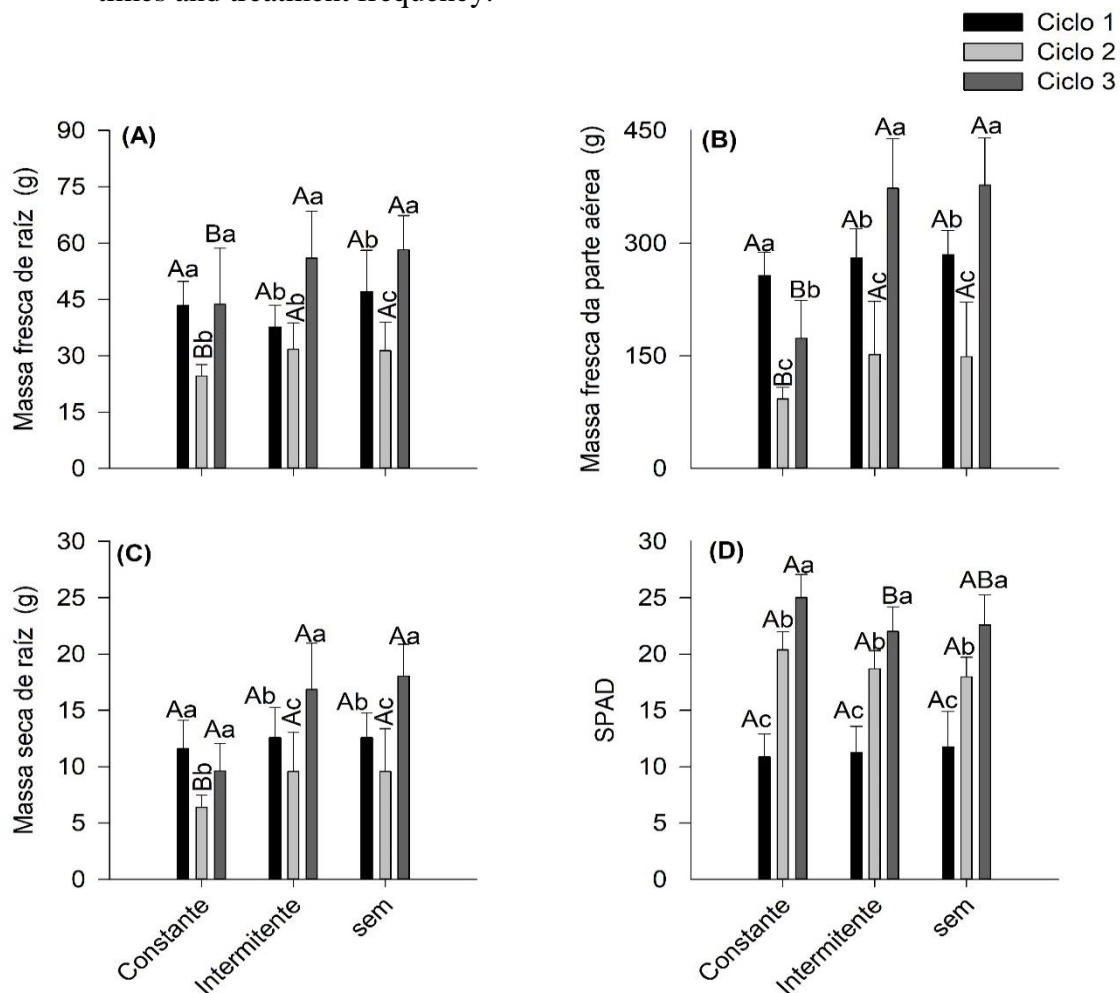 times and treatment frequency.
Ciclo 1
Ciclo 2
Ciclo 3
(A)
Massa fresca de raíz (g)
90
75
60
45
30
15
0
Aa
Bb
Ba
Ab
Ab
Aa
Ab
Ac
Aa
(B)
Massa fresca da parte aérea (g)
450
300
150
0
Aa
Bc
Bb
Ab
Ac
Aa
Ab
Ac
Aa
(C)
Massa seca de raíz (g)
30
25
20
15
10
5
0
Aa
Bb
Aa
Ab
Ac
Aa
Ab
Ac
Aa
Constante
Intermitente
sem
(D)
SPAD
30
25
20
15
10
5
0
Ac
Ab
Aa
Ac
Ab
Ba
Ac
Ab
ABa
Constante
Intermitente
sem